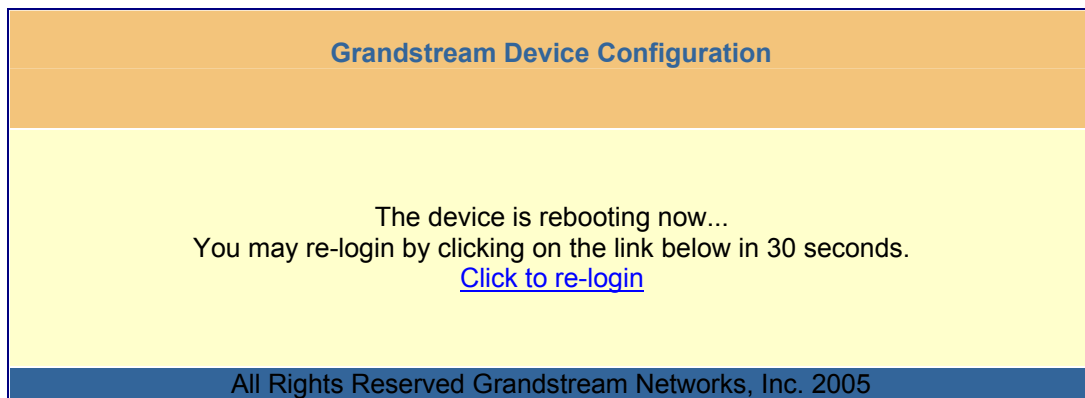 Grandstream Device Configuration
The device is rebooting now...
You may re-login by clicking on the link below in 30 seconds.
Click to re-login
All Rights Reserved Grandstream Networks, Inc. 2005